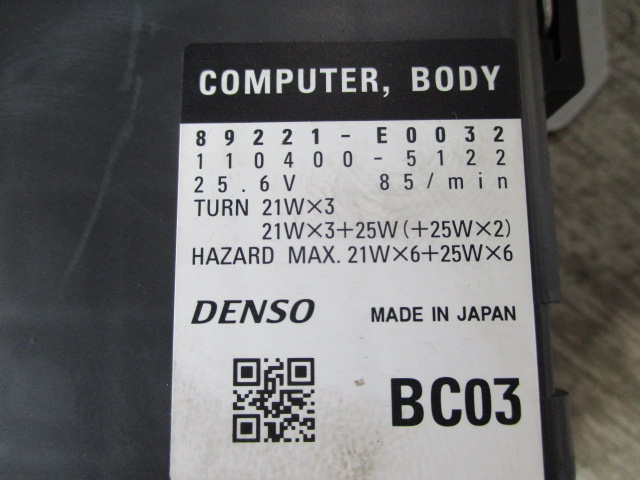 COMPUTER, BODY
89221-E0032
110400-5122
25.6V 85/min
TURN 21W×3
21W×3+25W(+25W×2)
HAZARD MAX. 21W×6+25W×6
DENSO MADE IN JAPAN
BC03